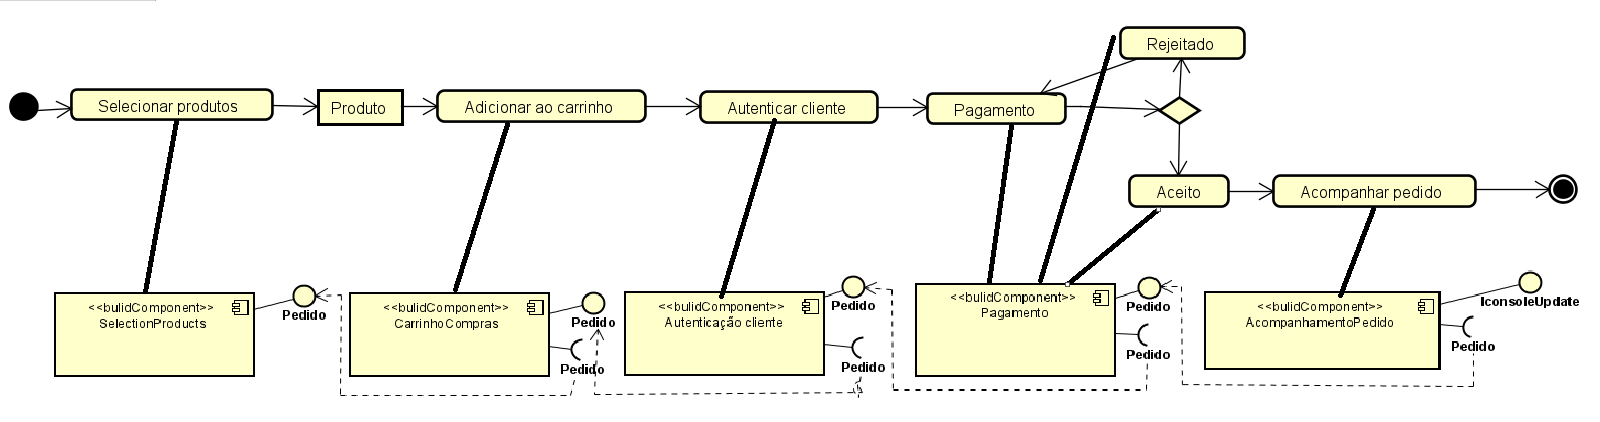 Rejeitado
Selecionar produtos
Produto
Adicionar ao carrinho
Autenticar cliente
Pagamento
Aceito
Acompanhar pedido
<<bulidComponent>>
SelectionProducts
Pedido
<<bulidComponent>>
CarrinhoCompras
Pedido
Pedido
<<bulidComponent>>
Autenticação cliente
Pedido
Pedido
<<bulidComponent>>
Pagamento
Pedido
Pedido
<<bulidComponent>>
AcompanhamentoPedido
IconsoleUpdate
Pedido